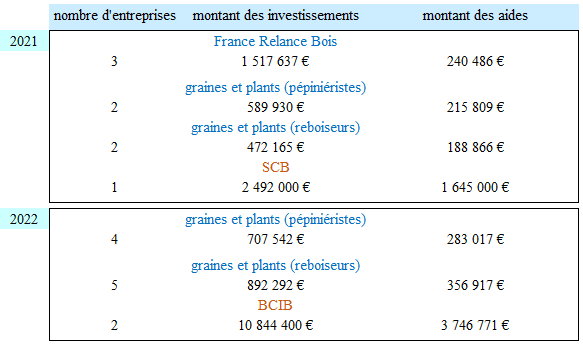 nombre d'entreprises montant des investissements montant des aides
2021 France Relance Bois
3 1 517 637 € 240 486 €
graines et plants (pépiniéristes)
2 589 930 € 215 809 €
graines et plants (reboiseurs)
2 472 165 € 188 866 €
SCB
1 2 492 000 € 1 645 000 €
2022 graines et plants (pépiniéristes)
4 707 542 € 283 017 €
graines et plants (reboiseurs)
5 892 292 € 356 917 €
BCIB
2 10 844 400 € 3 746 771 €